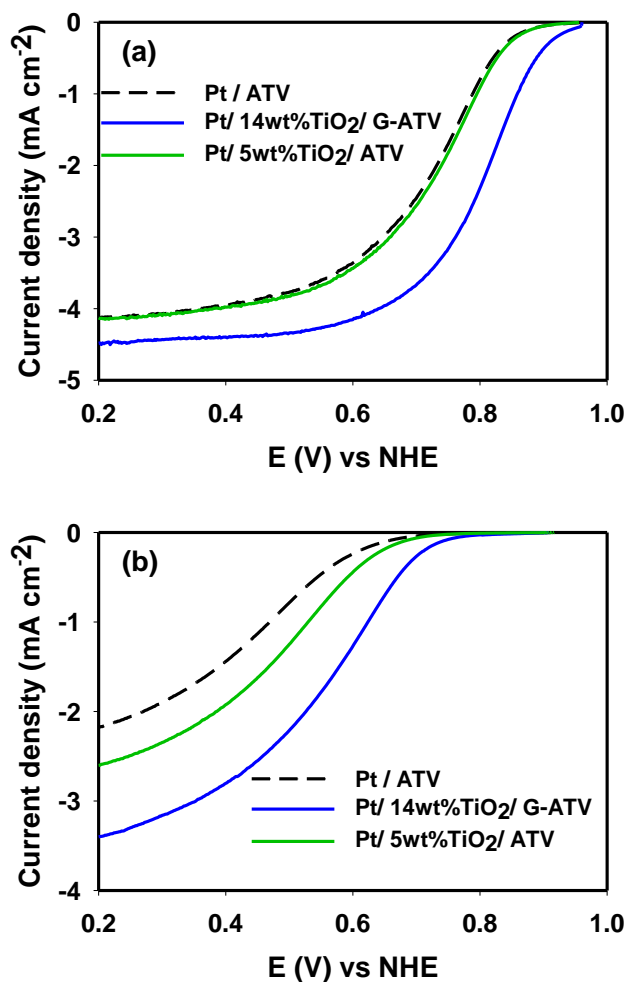 (a)
Pt / ATV
Pt/ 14wt%TiO2/ G-ATV
Pt/ 5wt%TiO2/ ATV
Current density (mA cm-2)
0
-1
-2
-3
-4
-5
0.2 0.4 0.6 0.8 1.0
E (V) vs NHE
(b)
Pt / ATV
Pt/ 14wt%TiO2/ G-ATV
Pt/ 5wt%TiO2/ ATV
Current density (mA cm-2)
0
-1
-2
-3
-4
0.2 0.4 0.6 0.8 1.0
E (V) vs NHE